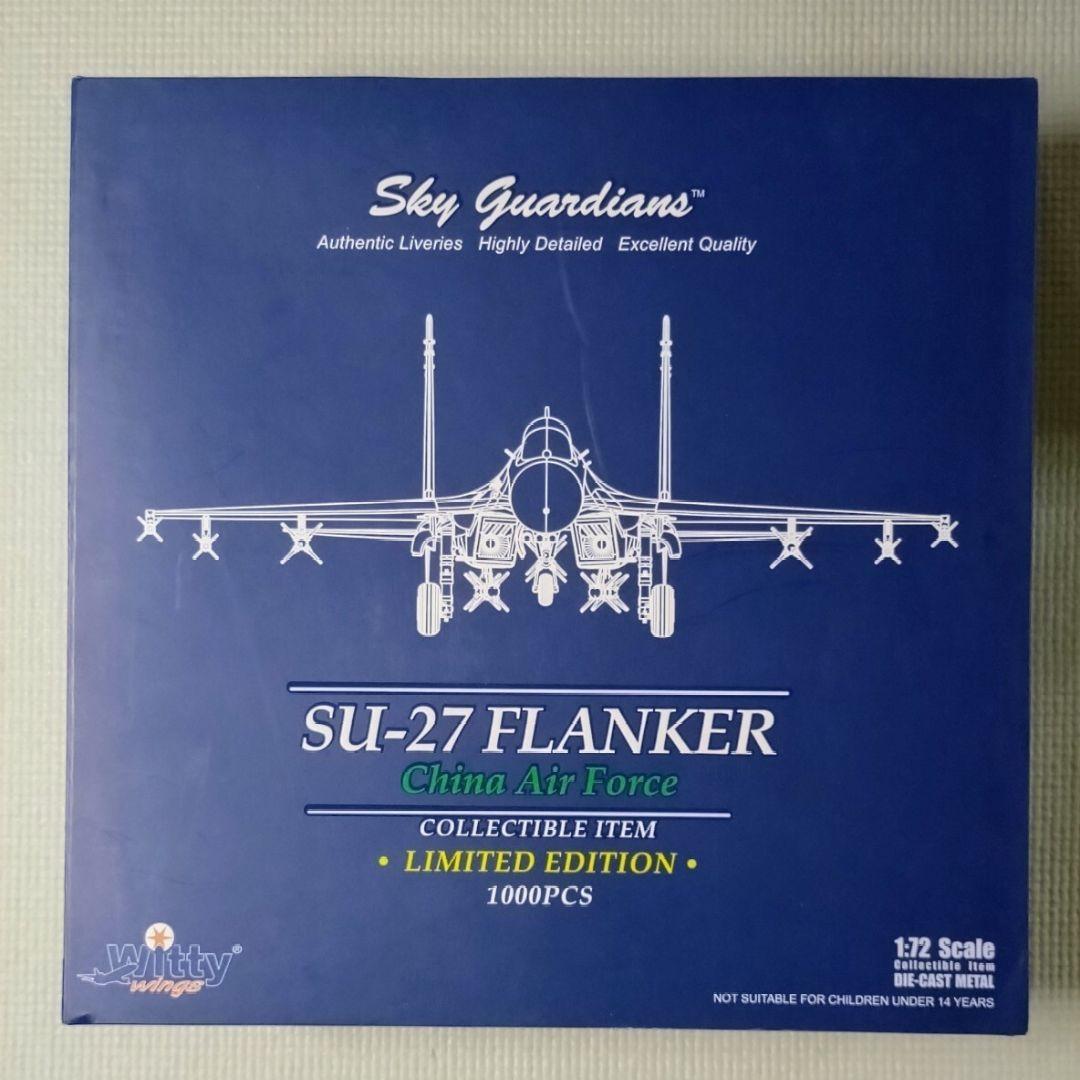 Sky Guardians™
Authentic Liveries Highly Detailed Excellent Quality
SU-27 FLANKER
China Air Force
COLLECTIBLE ITEM
• LIMITED EDITION •
1000PCS
Witty®
wings
1:72 Scale
Collectible Item
DIE-CAST METAL
NOT SUITABLE FOR CHILDREN UNDER 14 YEARS